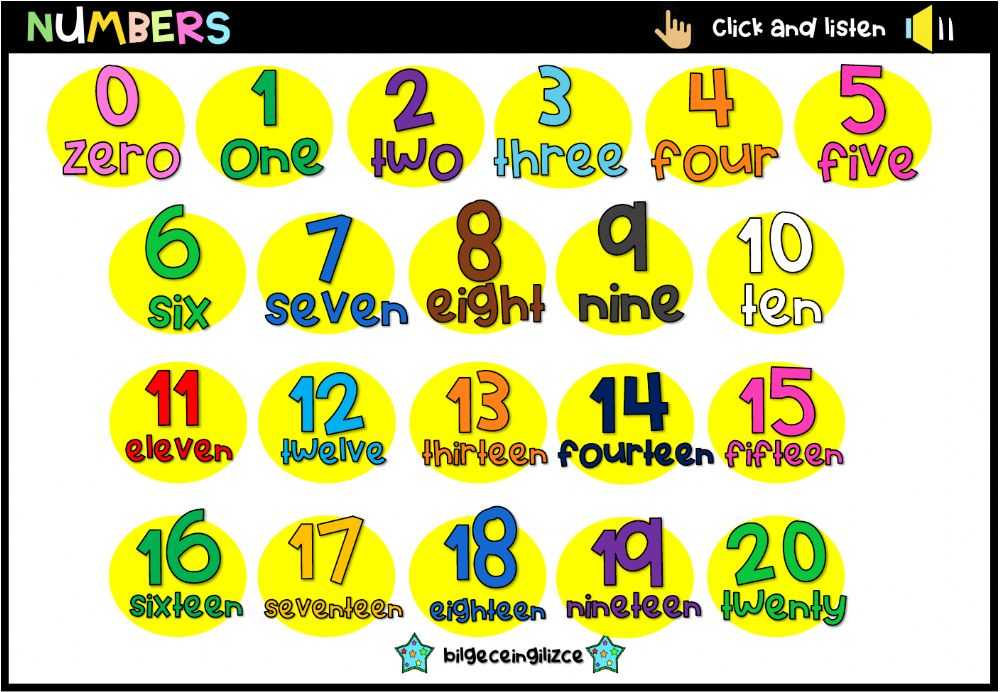 NUMBERS
Click and listen
0 1 2 3 4 5
zero one two three four five
6 7 8 9 10
six seven eight nine ten
11 12 13 14 15
eleven twelve thirteen fourteen fifteen
16 17 18 19 20
sixteen seventeen eighteen nineteen twenty
bilgeceingilizce